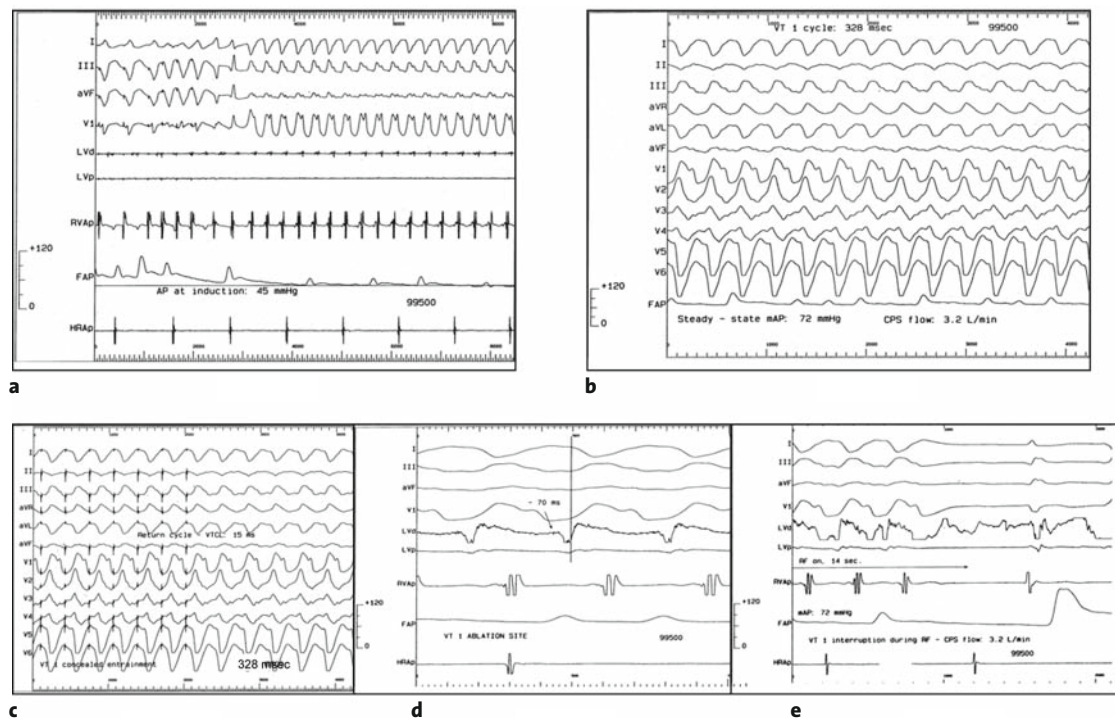 I
III
aVF
V1
LVd
LVp
RVAp
+120
0
FAP
AP at induction: 45 mmHg
99500
HRAp
a
VT 1 cycle: 328 msec
99500
I
II
III
aVR
aVL
aVF
V1
V2
V3
V4
V5
V6
+120
0
FAP
Steady - state mAP: 72 mmHg
CPS flow: 3.2 L/min
b
I
II
III
aVR
aVL
Return cycle - VTCL: 15 ms
aVF
V1
V2
V3
V4
V5
V6
+120
0
VT 1 concealed entrainment
328 msec
c
I
III
aVF
V1
- 70 ms
LVd
LVp
RVAp
FAP
VT 1 ABLATION SITE
99500
HRAp
+120
0
d
I
III
aVF
V1
LVd
LVp
RF on, 14 sec.
RVAp
mAP: 72 mmHg
FAP
VT 1 interruption during RF - CPS flow: 3.2 L/min
99500
HRAp
e